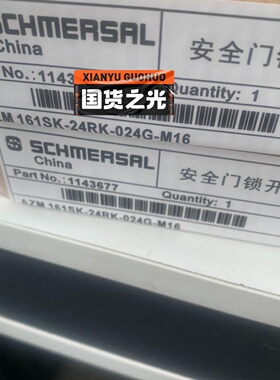 SCHMERSAL
China
安全门锁
Part No.: 1143
Quantity: 1
XIANYU GUOHUO
国货之光
AZM 161SK-24RK-024G-M16
SCHMERSAL
China
安全门锁开
Part No.: 1143677
Quantity: 1
AZM 161SK-24RK-024G-M16